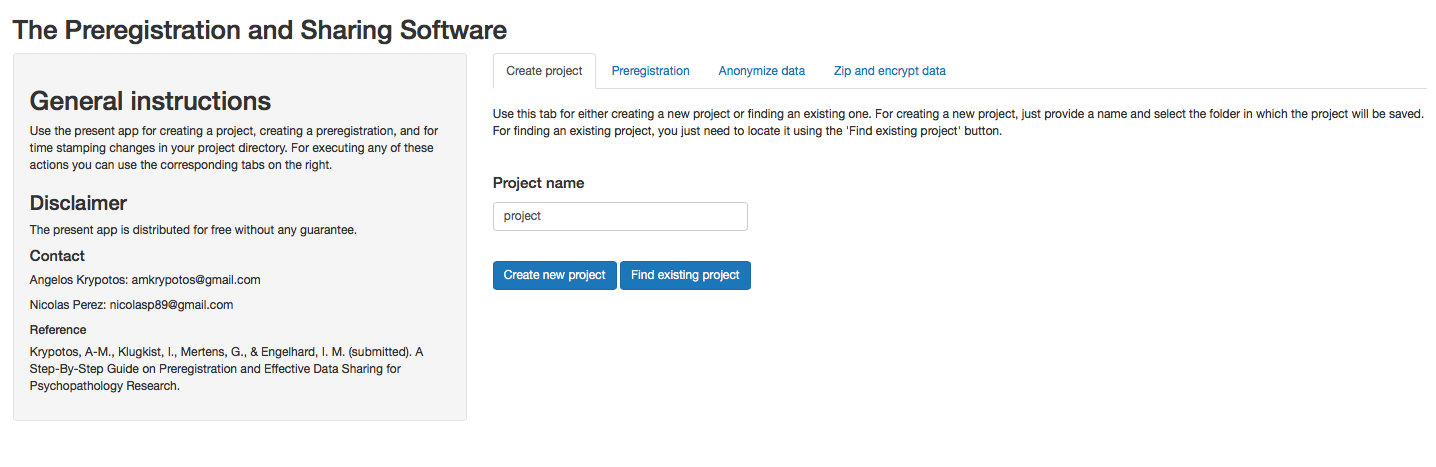 The Preregistration and Sharing Software
General instructions
Use the present app for creating a project, creating a preregistration, and for
time stamping changes in your project directory. For executing any of these
actions you can use the corresponding tabs on the right.
Disclaimer
The present app is distributed for free without any guarantee.
Contact
Angelos Krypotos: amkrypotos@gmail.com
Nicolas Perez: nicolasp89@gmail.com
Reference
Krypotos, A-M., Klugkist, I., Mertens, G., & Engelhard, I. M. (submitted). A
Step-By-Step Guide on Preregistration and Effective Data Sharing for
Psychopathology Research.
Create project Preregistration Anonymize data Zip and encrypt data
Use this tab for either creating a new project or finding an existing one. For creating a new project, just provide a name and select the folder in which the project will be saved.
For finding an existing project, you just need to locate it using the 'Find existing project' button.
Project name
project
Create new project Find existing project